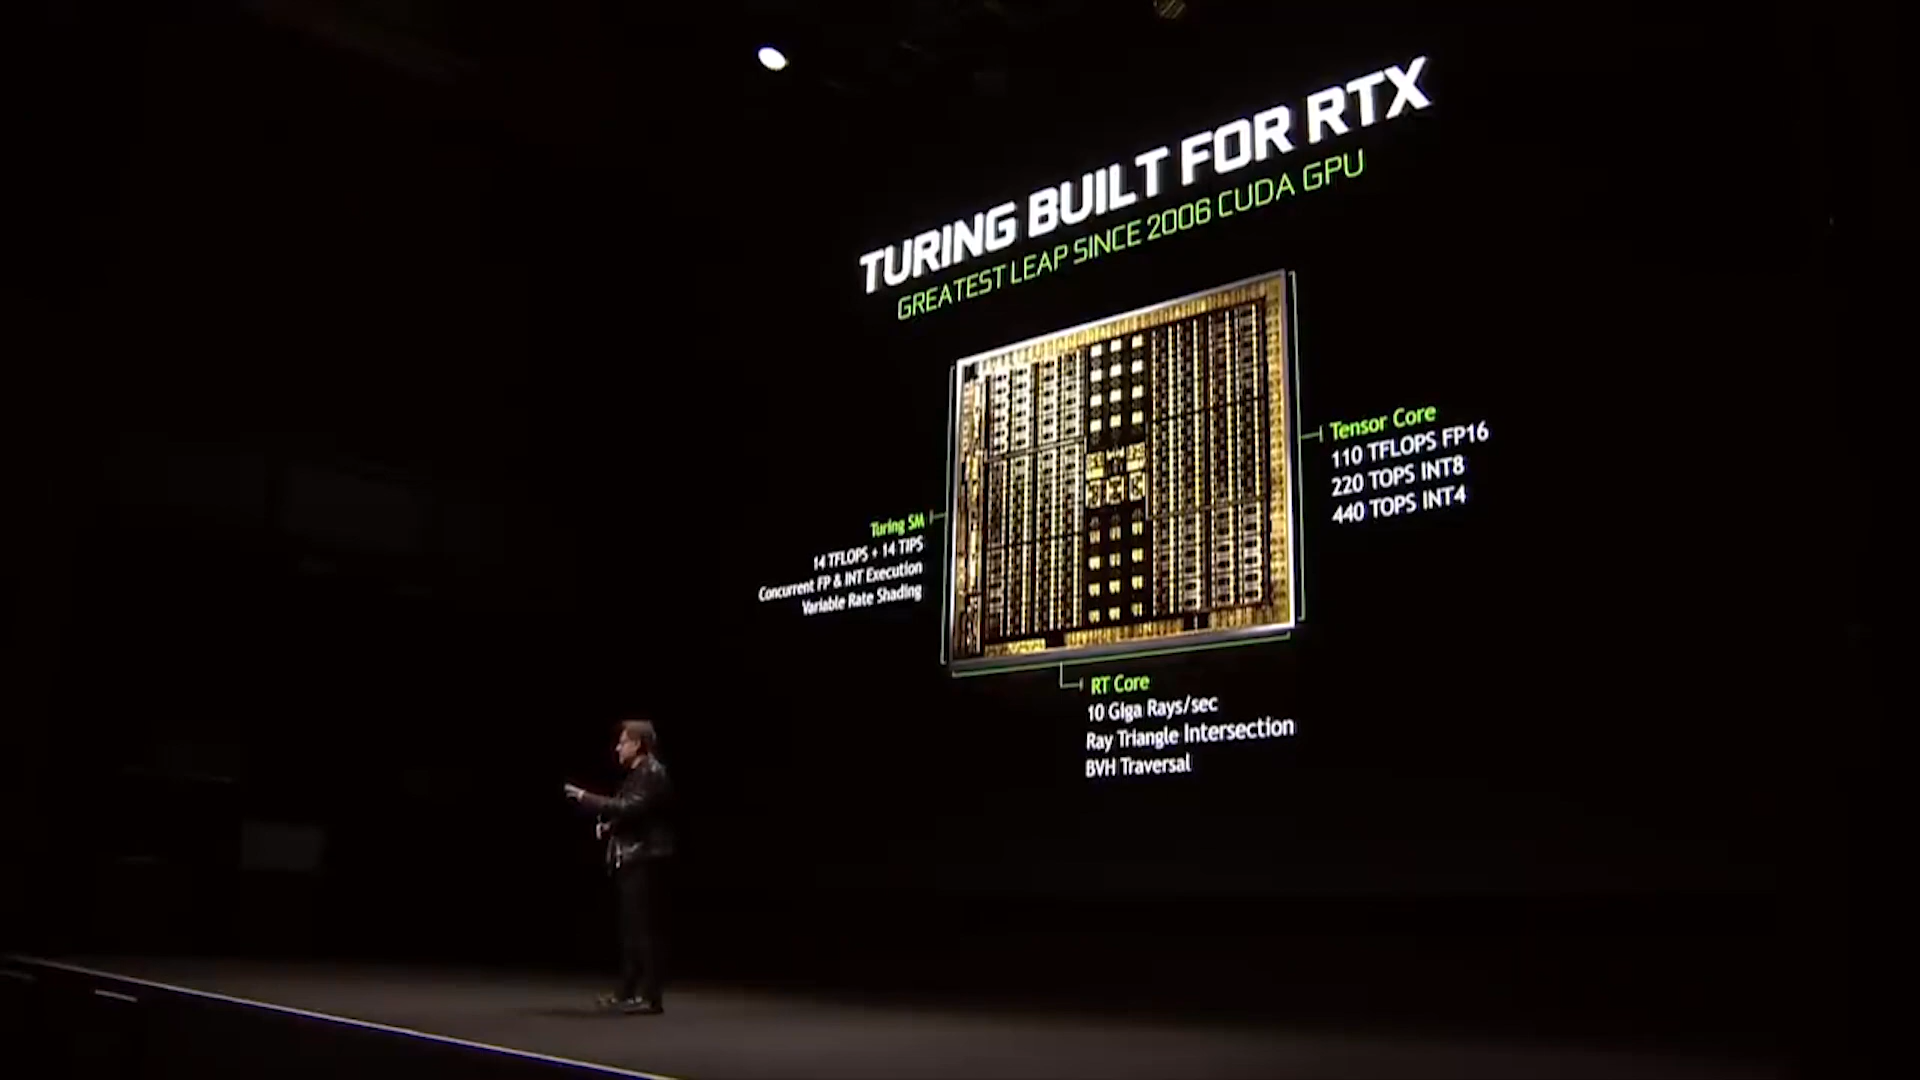 TURING BUILT FOR RTX
GREATEST LEAP SINCE 2006 CUDA GPU
Tensor Core
110 TFLOPS FP16
220 TOPS INT8
440 TOPS INT4
Turing SM
14 TFLOPS + 14 TIPS
Concurrent FP & INT Execution
Variable Rate Shading
RT Core
10 Giga Rays/sec
Ray Triangle Intersection
BVH Traversal